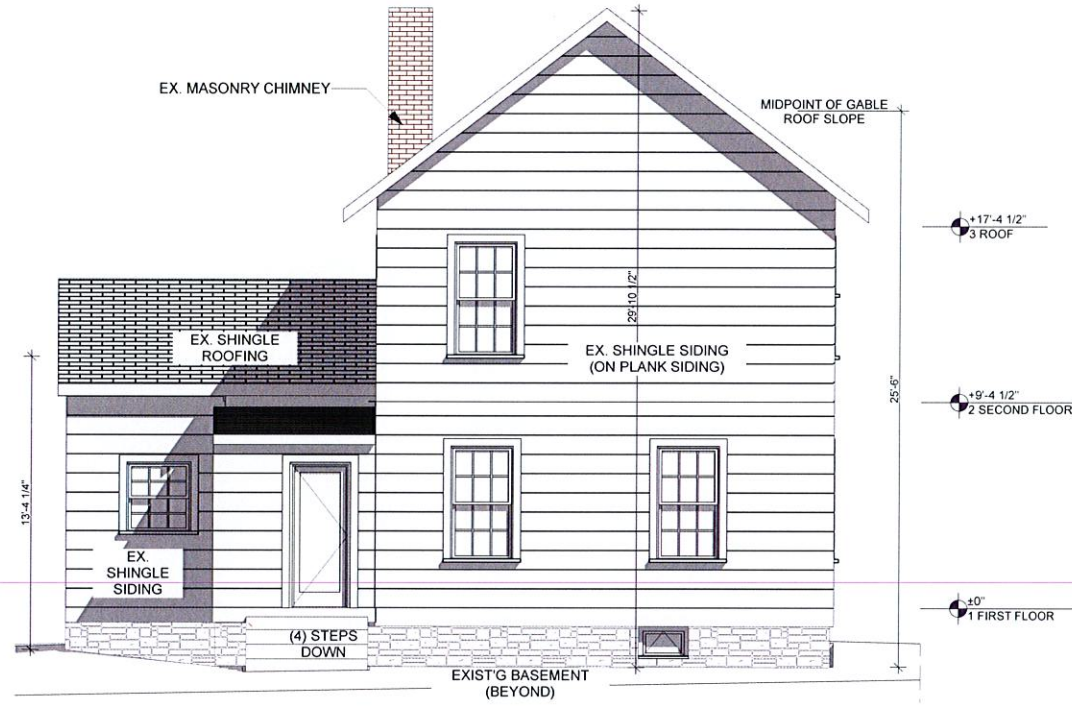 EX. MASONRY CHIMNEY
MIDPOINT OF GABLE
ROOF SLOPE
+17'-4 1/2"
3 ROOF
29'-10 1/2"
EX. SHINGLE
ROOFING
EX. SHINGLE SIDING
(ON PLANK SIDING)
25'-6"
+9'-4 1/2"
2 SECOND FLOOR
13'-4 1/4"
EX.
SHINGLE
SIDING
±0"
1 FIRST FLOOR
(4) STEPS
DOWN
EXIST'G BASEMENT
(BEYOND)